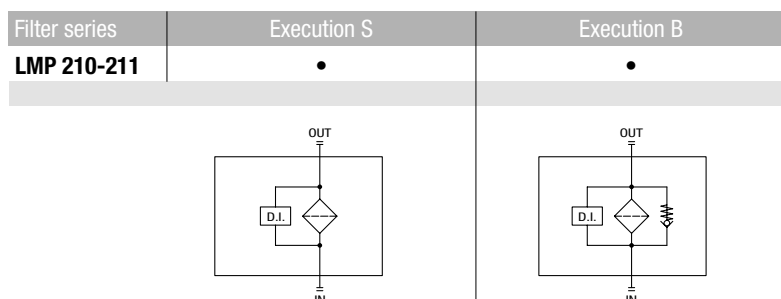 Filter series Execution S Execution B
LMP 210-211 • •
OUT OUT
D.I. D.I.
IN IN